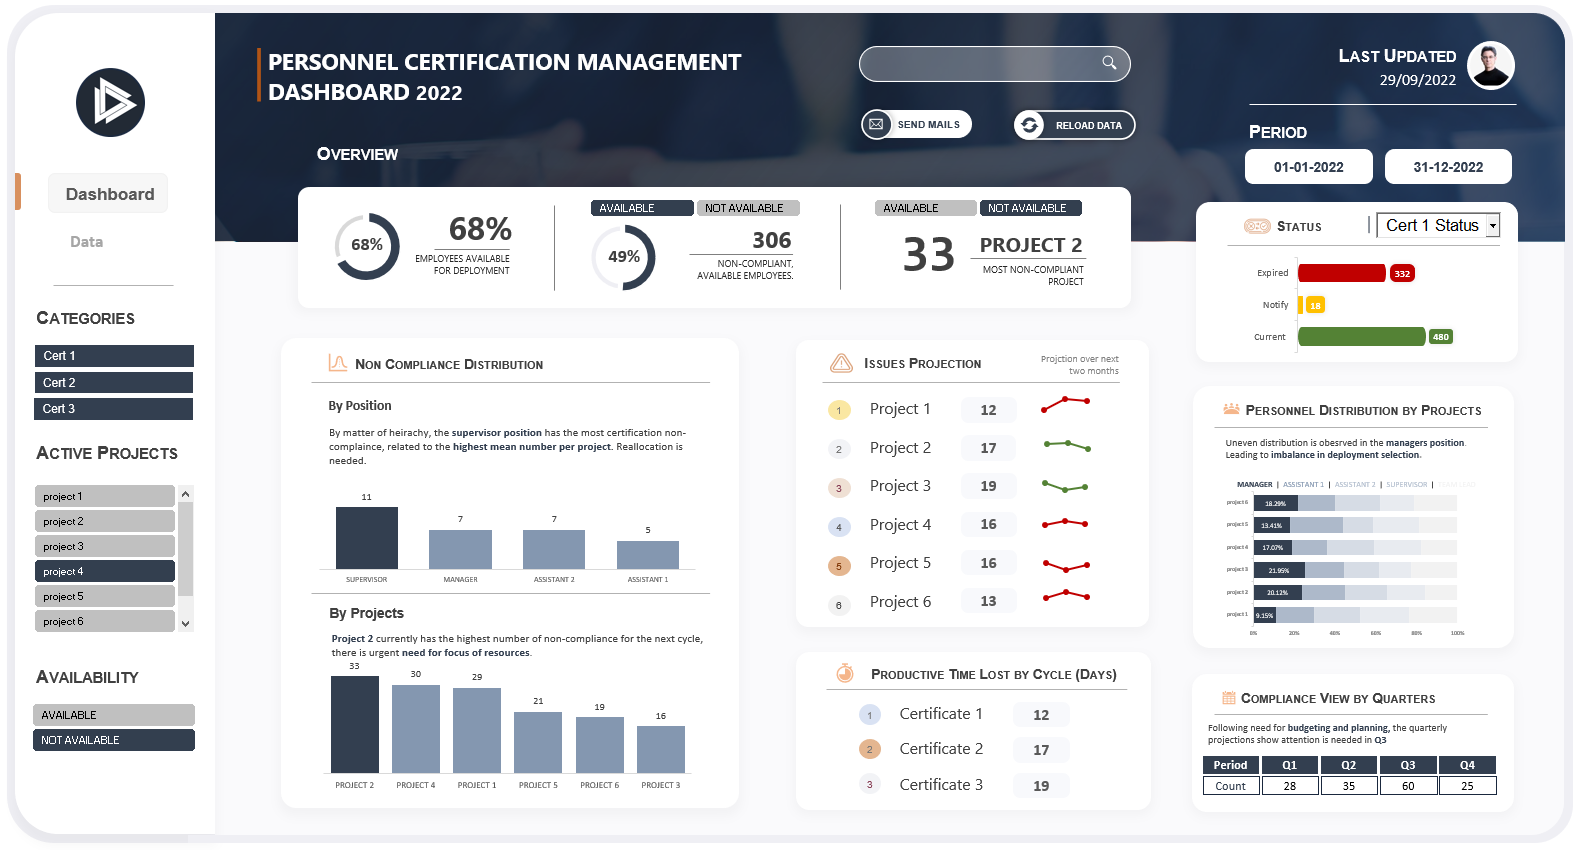 PERSONNEL CERTIFICATION MANAGEMENT
DASHBOARD 2022
SEND MAILS
RELOAD DATA
LAST UPDATED
29/09/2022
PERIOD
01-01-2022
31-12-2022
Dashboard
Data
CATEGORIES
Cert 1
Cert 2
Cert 3
ACTIVE PROJECTS
project 1
project 2
project 3
project 4
project 5
project 6
AVAILABILITY
AVAILABLE
NOT AVAILABLE
OVERVIEW
68%
68%
EMPLOYEES AVAILABLE
FOR DEPLOYMENT
AVAILABLE
NOT AVAILABLE
49%
306
NON-COMPLIANT,
AVAILABLE EMPLOYEES.
AVAILABLE
NOT AVAILABLE
33
PROJECT 2
MOST NON-COMPLIANT
PROJECT
STATUS
Cert 1 Status
Expired
332
Notify
18
Current
480
NON COMPLIANCE DISTRIBUTION
By Position
By matter of heirachy, the supervisor position has the most certification non-
complaince, related to the highest mean number per project. Reallocation is
needed.
11
7
7
5
SUPERVISOR
MANAGER
ASSISTANT 2
ASSISTANT 1
By Projects
Project 2 currently has the highest number of non-compliance for the next cycle,
there is urgent need for focus of resources.
33
30
29
21
19
16
PROJECT 2
PROJECT 4
PROJECT 1
PROJECT 5
PROJECT 6
PROJECT 3
ISSUES PROJECTION
Projction over next
two months
1 Project 1 12
2 Project 2 17
3 Project 3 19
4 Project 4 16
5 Project 5 16
6 Project 6 13
PRODUCTIVE TIME LOST BY CYCLE (DAYS)
1 Certificate 1 12
2 Certificate 2 17
3 Certificate 3 19
PERSONNEL DISTRIBUTION BY PROJECTS
Uneven distribution is obesrved in the managers position.
Leading to imbalance in deployment selection.
MANAGER | ASSISTANT 1 | ASSISTANT 2 | SUPERVISOR |
project 6 18.29%
project 5 13.41%
project 4 17.07%
project 3 21.95%
project 2 20.12%
project 1 9.15%
0% 20% 40% 60% 80% 100%
COMPLIANCE VIEW BY QUARTERS
Following need for budgeting and planning, the quarterly
projections show attention is needed in Q3
Period Q1 Q2 Q3 Q4
Count 28 35 60 25